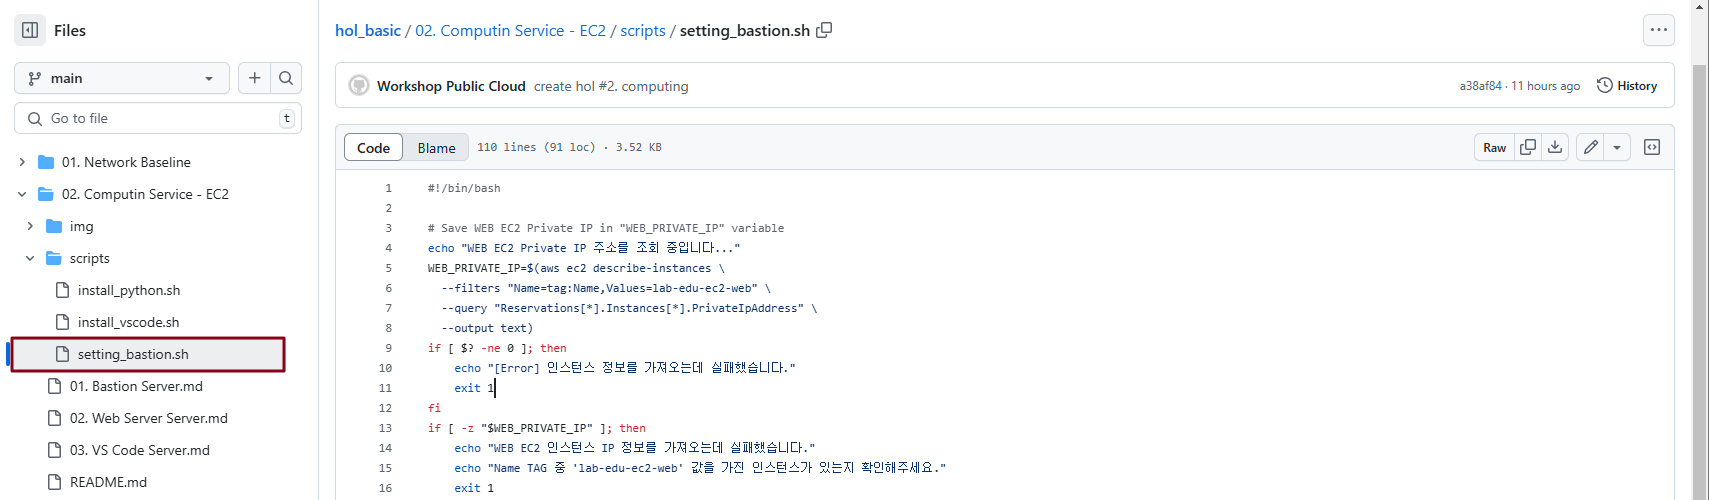 Files
main
Go to file
t
01. Network Baseline
02. Computin Service - EC2
img
scripts
install_python.sh
install_vscode.sh
setting_bastion.sh
01. Bastion Server.md
02. Web Server Server.md
03. VS Code Server.md
README.md
hol_basic / 02. Computin Service - EC2 / scripts / setting_bastion.sh
Workshop Public Cloud create hol #2. computing
a38af84 · 11 hours ago History
Code Blame 110 lines (91 loc) · 3.52 KB
Raw
1 #!/bin/bash
2
3 # Save WEB EC2 Private IP in "WEB_PRIVATE_IP" variable
4 echo "WEB EC2 Private IP 주소를 조회 중입니다..."
5 WEB_PRIVATE_IP=$(aws ec2 describe-instances \
6 --filters "Name=tag:Name,Values=lab-edu-ec2-web" \
7 --query "Reservations[*].Instances[*].PrivateIpAddress" \
8 --output text)
9 if [ $? -ne 0 ]; then
10 echo "[Error] 인스턴스 정보를 가져오는데 실패했습니다."
11 exit 1
12 fi
13 if [ -z "$WEB_PRIVATE_IP" ]; then
14 echo "WEB EC2 인스턴스 IP 정보를 가져오는데 실패했습니다."
15 echo "Name TAG 중 'lab-edu-ec2-web' 값을 가진 인스턴스가 있는지 확인해주세요."
16 exit 1